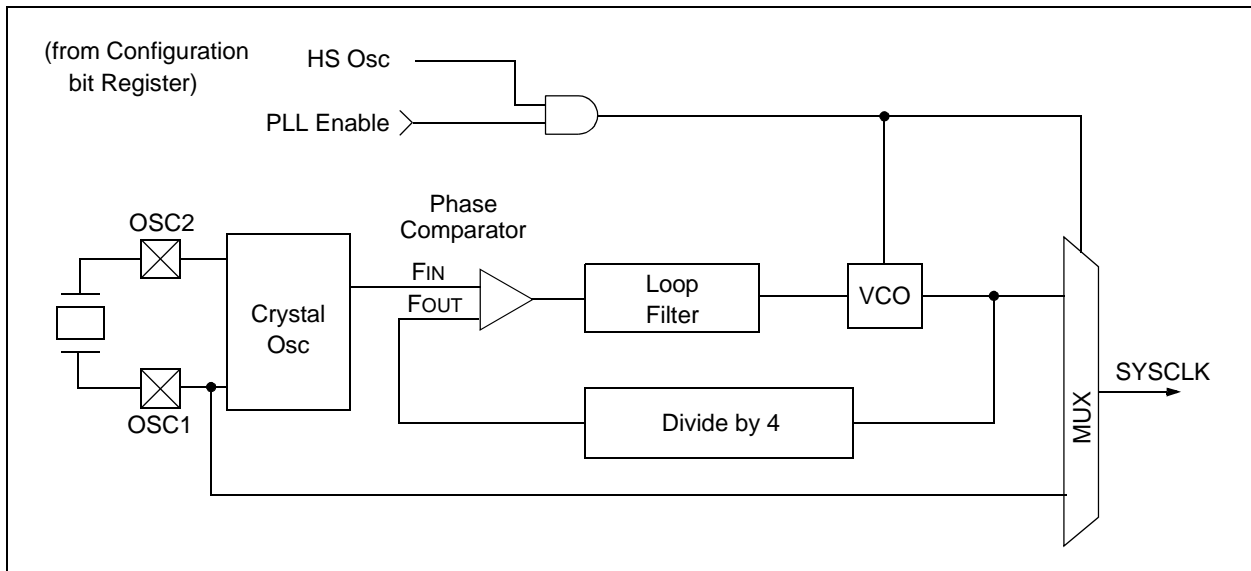 (from Configuration
bit Register)
HS Osc
PLL Enable
Phase
Comparator
OSC2
Crystal
Osc
FIN
FOUT
Loop
Filter
VCO
OSC1
Divide by 4
MUX
SYSCLK